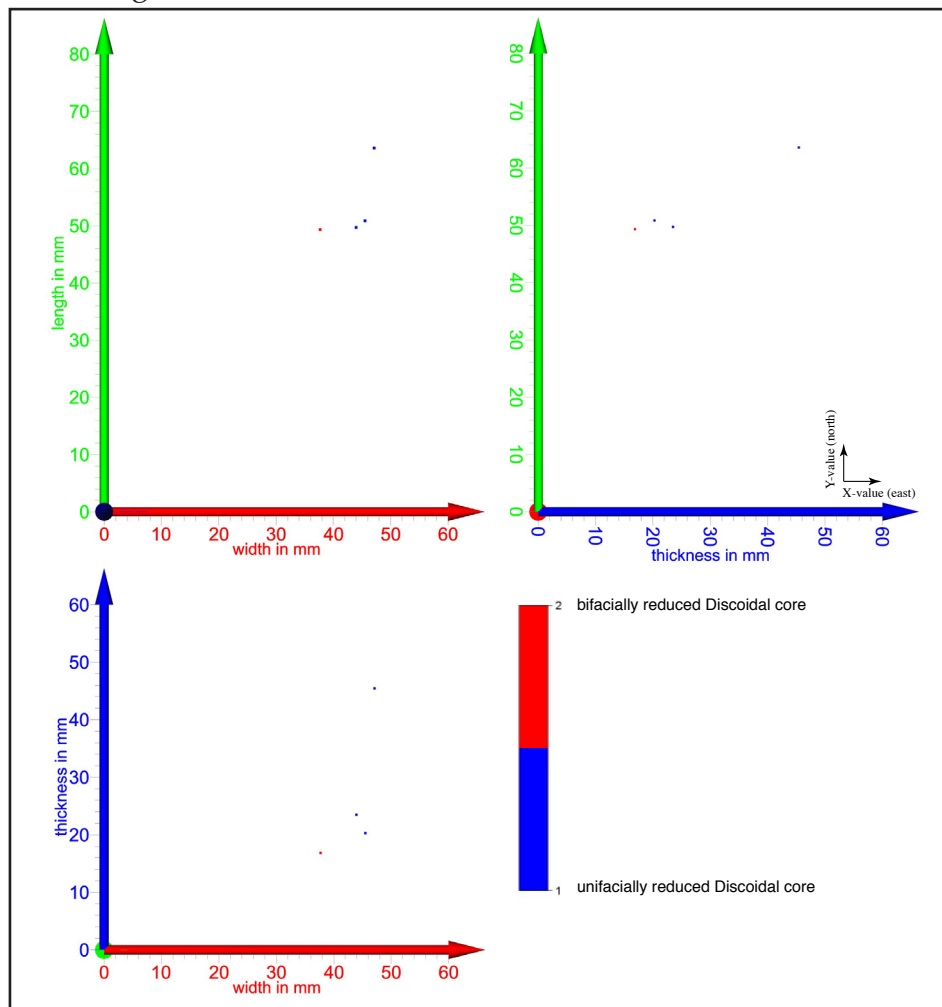 80
70
60
50
40
30
20
10
0
length in mm
0 10 20 30 40 50 60
width in mm
80
70
60
50
40
30
20
10
0
Y-value (north)
X-value (east)
0 10 20 30 40 50 60
thickness in mm
60
50
40
30
20
10
0
thickness in mm
0 10 20 30 40 50 60
width in mm
2 bifacially reduced Discoidal core
1 unifacially reduced Discoidal core